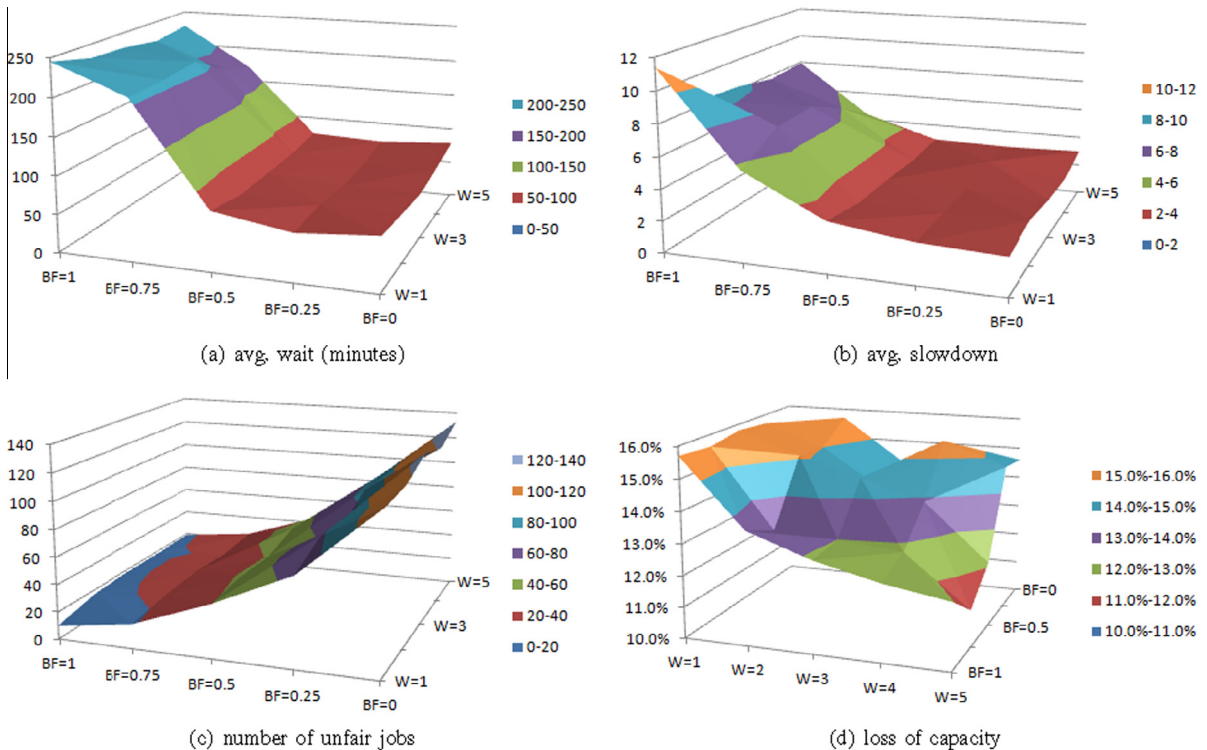 250
200
150
100
50
0
BF=1
BF=0.75
BF=0.5
BF=0.25
BF=0
W=1
W=3
W=5
200-250
150-200
100-150
50-100
0-50
(a) avg. wait (minutes)
12
10
8
6
4
2
0
BF=1
BF=0.75
BF=0.5
BF=0.25
BF=0
W=1
W=3
W=5
10-12
8-10
6-8
4-6
2-4
0-2
(b) avg. slowdown
140
120
100
80
60
40
20
0
BF=1
BF=0.75
BF=0.5
BF=0.25
BF=0
W=1
W=3
W=5
120-140
100-120
80-100
60-80
40-60
20-40
0-20
(c) number of unfair jobs
16.0%
15.0%
14.0%
13.0%
12.0%
11.0%
10.0%
W=1
W=2
W=3
W=4
W=5
BF=1
BF=0.5
BF=0
15.0%-16.0%
14.0%-15.0%
13.0%-14.0%
12.0%-13.0%
11.0%-12.0%
10.0%-11.0%
(d) loss of capacity